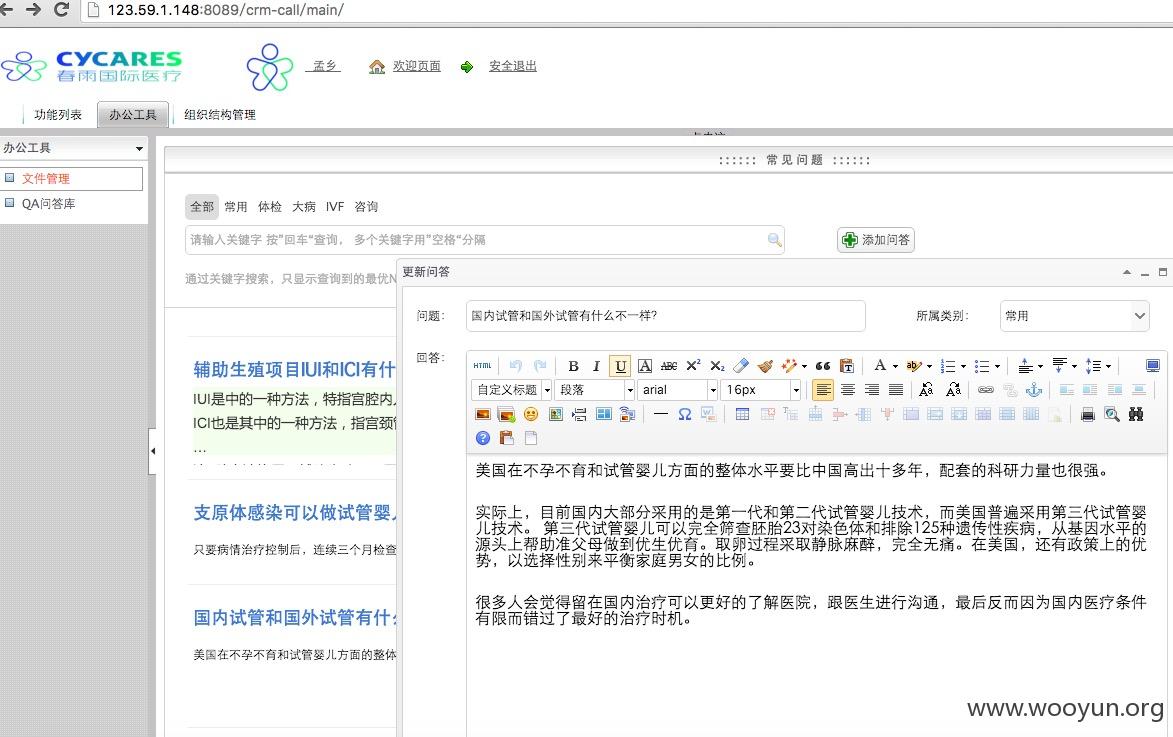 123.59.1.148:8089/crm-call/main/
CYCARES
春雨国际医疗
孟乡 欢迎页面 安全退出
功能列表 办公工具 组织结构管理
办公工具
文件管理
QA问答库
:::::: 常见问题 ::::::
全部 常用 体检 大病 IVF 咨询
请输入关键字 按"回车"查询， 多个关键字用"空格"分隔
添加问答
通过关键字搜索，只显示查询到的最优N
辅助生殖项目IUI和ICI有什
IUI是中的一种方法，特指宫腔内
ICI也是其中的一种方法，指宫颈管
...
支原体感染可以做试管婴
只要病情治疗控制后，连续三个月检查
国内试管和国外试管有什
美国在不孕不育和试管婴儿方面的整体
更新问答
问题: 国内试管和国外试管有什么不一样? 所属类别: 常用
回答:
HTML B I U A ABC X² X₂ A ab
自定义标题 段落 arial 16px
美国在不孕不育和试管婴儿方面的整体水平要比中国高出十多年，配套的科研力量也很强。
实际上，目前国内大部分采用的是第一代和第二代试管婴儿技术，而美国普遍采用第三代试管婴
儿技术。 第三代试管婴儿可以完全筛查胚胎23对染色体和排除125种遗传性疾病，从基因水平的
源头上帮助准父母做到优生优育。取卵过程采取静脉麻醉，完全无痛。在美国，还有政策上的优
势，以选择性别来平衡家庭男女的比例。
很多人会觉得留在国内治疗可以更好的了解医院，跟医生进行沟通，最后反而因为国内医疗条件
有限而错过了最好的治疗时机。
www.wooyun.org